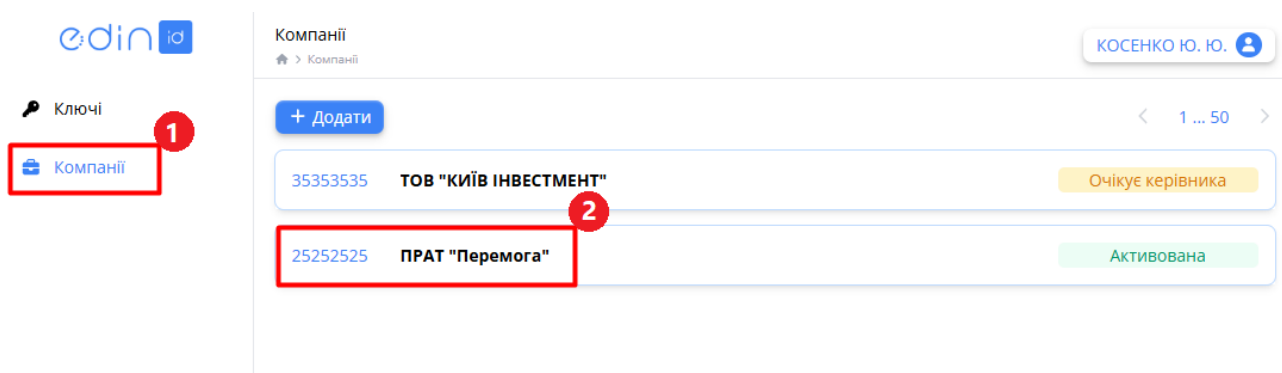 edin id
Ключі
1
Компанії
Компанії
> Компанії
КОСЕНКО Ю. Ю.
+ Додати
< 1 ... 50 >
35353535 ТОВ "КИЇВ ІНВЕСТМЕНТ" Очікує керівника
2
25252525 ПРАТ "Перемога" Активована